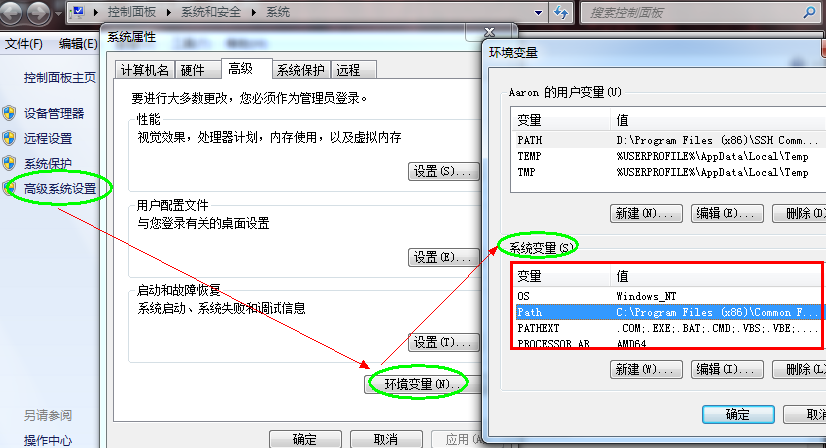 控制面板 ▸ 系统和安全 ▸ 系统
搜索控制面板
文件(F) 编辑(E)
控制面板主页
设备管理器
远程设置
系统保护
高级系统设置
另请参阅
操作中心
系统属性
计算机名 硬件 高级 系统保护 远程
要进行大多数更改，您必须作为管理员登录。
性能
视觉效果，处理器计划，内存使用，以及虚拟内存
设置(S)...
用户配置文件
与您登录有关的桌面设置
设置(E)...
启动和故障恢复
系统启动、系统失败和调试信息
设置(T)...
环境变量(N)...
确定 取消 应用(A)
环境变量
Aaron 的用户变量(U)
变量 值
PATH D:\Program Files (x86)\SSH Comm...
TEMP %USERPROFILE%\AppData\Local\Temp
TMP %USERPROFILE%\AppData\Local\Temp
新建(N)... 编辑(E)... 删除(D)
系统变量(S)
变量 值
OS Windows_NT
Path C:\Program Files (x86)\Common F...
PATHEXT .COM;.EXE;.BAT;.CMD;.VBS;.VBE;....
PROCESSOR_AR AMD64
新建(W)... 编辑(I)... 删除(L)
确定 取消